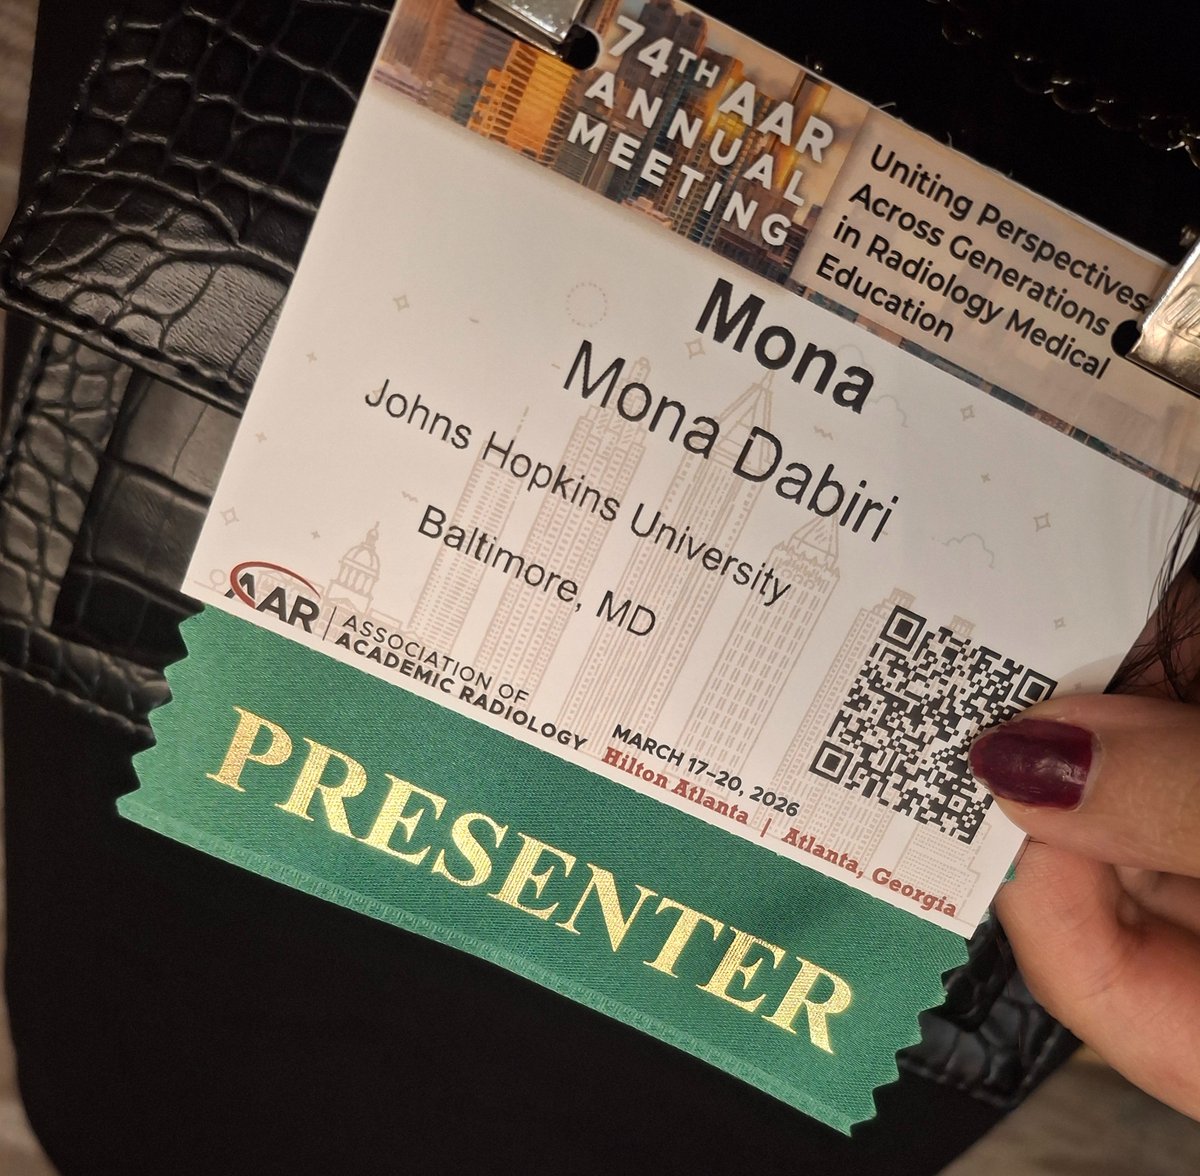 74TH AAR
ANNUAL
MEETING
Uniting Perspectives
Across Generations
in Radiology Medical
Education
Mona
Mona Dabiri
Johns Hopkins University
Baltimore, MD
AAR
ASSOCIATION OF
ACADEMIC RADIOLOGY
MARCH 17-20, 2026
Hilton Atlanta | Atlanta, Georgia
PRESENTER